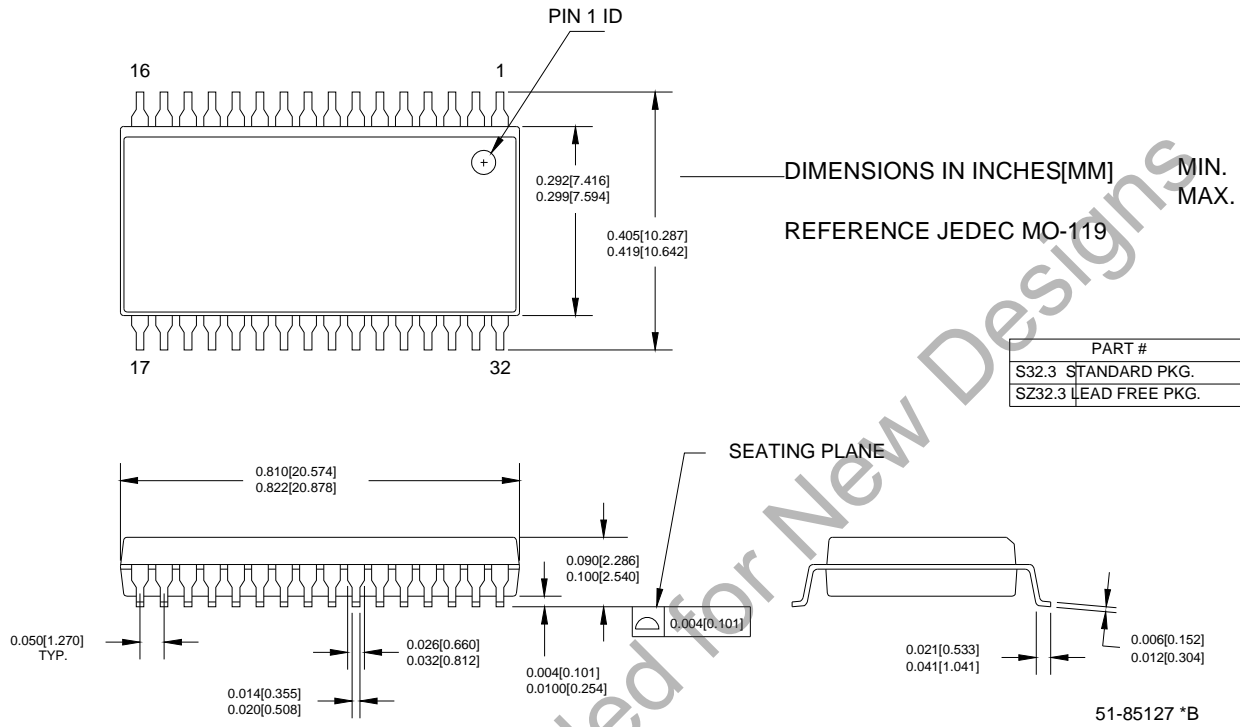 PIN 1 ID
16 1
0.292[7.416]
0.299[7.594]
0.405[10.287]
0.419[10.642]
DIMENSIONS IN INCHES[MM] MIN.
MAX.
REFERENCE JEDEC MO-119
17 32
PART #
S32.3 STANDARD PKG.
SZ32.3 LEAD FREE PKG.
SEATING PLANE
0.810[20.574]
0.822[20.878]
0.090[2.286]
0.100[2.540]
0.004[0.101]
0.050[1.270]
TYP.
0.026[0.660]
0.032[0.812]
0.014[0.355]
0.020[0.508]
0.004[0.101]
0.0100[0.254]
0.021[0.533]
0.041[1.041]
0.006[0.152]
0.012[0.304]
51-85127 *B
for New Designs